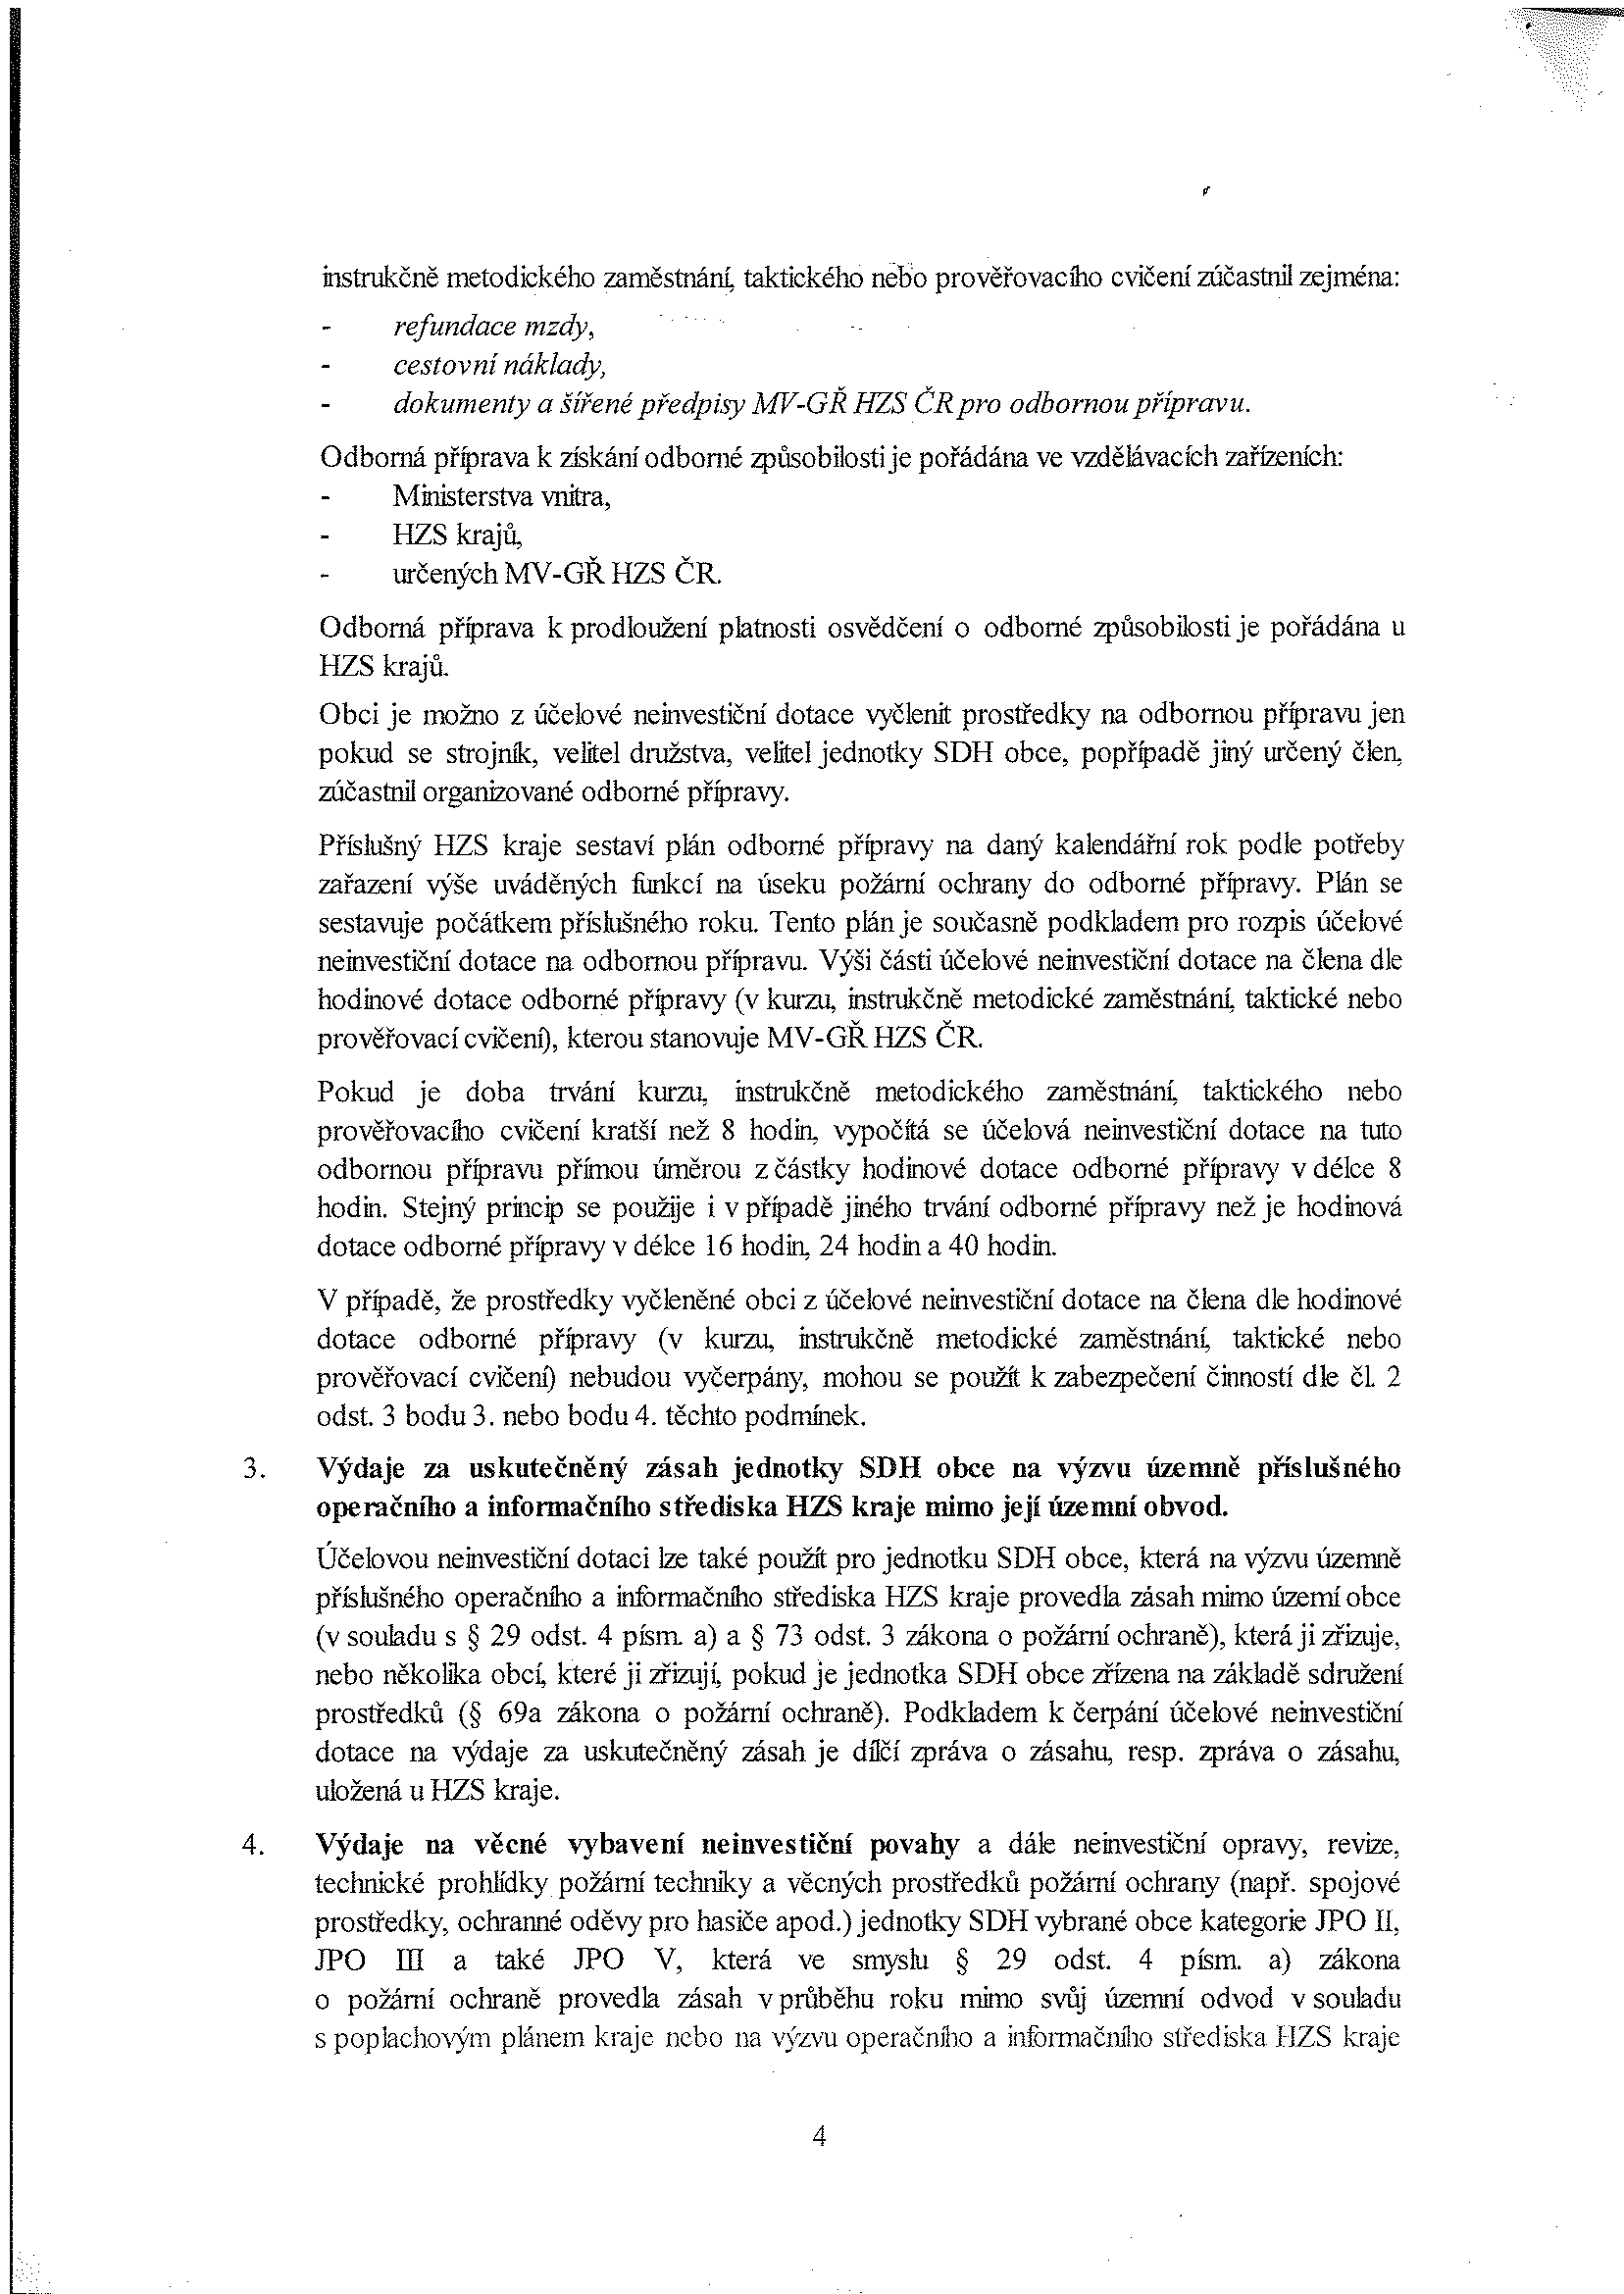 instrukčně metodického zaměstnání, taktického nebo prověřovacího cvičení zúčastnil zejména:
- refundace mzdy,
- cestovní náklady,
- dokumenty a šířené předpisy MV-GŘ HZS ČR pro odbornou přípravu.
Odborná příprava k získání odborné způsobilosti je pořádána ve vzdělávacích zařízeních:
- Ministerstva vnitra,
- HZS krajů,
- určených MV-GŘ HZS ČR.
Odborná příprava k prodloužení platnosti osvědčení o odborné způsobilosti je pořádána u
HZS krajů.
Obci je možno z účelové neinvestiční dotace vyčlenit prostředky na odbornou přípravu jen
pokud se strojník, velitel družstva, velitel jednotky SDH obce, popřípadě jiný určený člen,
zúčastnil organizované odborné přípravy.
Příslušný HZS kraje sestaví plán odborné přípravy na daný kalendářní rok podle potřeby
zařazení výše uváděných funkcí na úseku požární ochrany do odborné přípravy. Plán se
sestavuje počátkem příslušného roku. Tento plán je současně podkladem pro rozpis účelové
neinvestiční dotace na odbornou přípravu. Výši části účelové neinvestiční dotace na člena dle
hodinové dotace odborné přípravy (v kurzu, instrukčně metodické zaměstnání, taktické nebo
prověřovací cvičení), kterou stanovuje MV-GŘ HZS ČR.
Pokud je doba trvání kurzu, instrukčně metodického zaměstnání, taktického nebo
prověřovacího cvičení kratší než 8 hodin, vypočítá se účelová neinvestiční dotace na tuto
odbornou přípravu přímou úměrou z částky hodinové dotace odborné přípravy v délce 8
hodin. Stejný princip se použije i v případě jiného trvání odborné přípravy než je hodinová
dotace odborné přípravy v délce 16 hodin, 24 hodin a 40 hodin.
V případě, že prostředky vyčleněné obci z účelové neinvestiční dotace na člena dle hodinové
dotace odborné přípravy (v kurzu, instrukčně metodické zaměstnání, taktické nebo
prověřovací cvičení) nebudou vyčerpány, mohou se použít k zabezpečení činností dle čl. 2
odst. 3 bodu 3. nebo bodu 4. těchto podmínek.
3. Výdaje za uskutečněný zásah jednotky SDH obce na výzvu územně příslušného
operačního a informačního střediska HZS kraje mimo její územní obvod.
Účelovou neinvestiční dotaci lze také použít pro jednotku SDH obce, která na výzvu územně
příslušného operačního a informačního střediska HZS kraje provedla zásah mimo území obce
(v souladu s § 29 odst. 4 písm. a) a § 73 odst. 3 zákona o požární ochraně), která ji zřizuje,
nebo několika obcí, které ji zřizují, pokud je jednotka SDH obce zřízena na základě sdružení
prostředků (§ 69a zákona o požární ochraně). Podkladem k čerpání účelové neinvestiční
dotace na výdaje za uskutečněný zásah je dílčí zpráva o zásahu, resp. zpráva o zásahu,
uložená u HZS kraje.
4. Výdaje na věcné vybavení neinvestiční povahy a dále neinvestiční opravy, revize,
technické prohlídky požární techniky a věcných prostředků požární ochrany (např. spojové
prostředky, ochranné oděvy pro hasiče apod.) jednotky SDH vybrané obce kategorie JPO II,
JPO III a také JPO V, která ve smyslu § 29 odst. 4 písm. a) zákona
o požární ochraně provedla zásah v průběhu roku mimo svůj územní odvod v souladu
s poplachovým plánem kraje nebo na výzvu operačního a informačního střediska HZS kraje
4